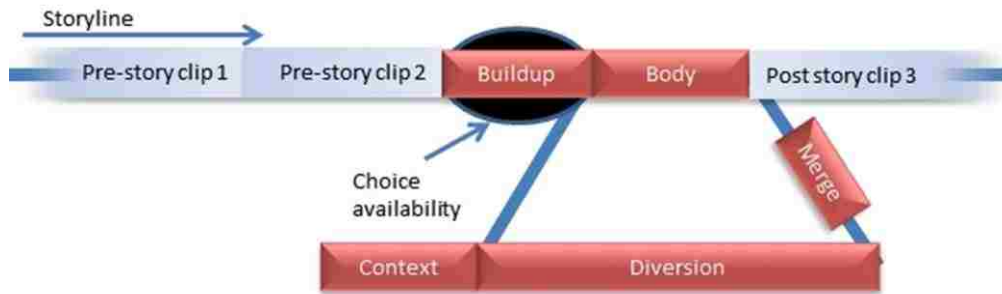 Storyline
Pre-story clip 1
Pre-story clip 2
Buildup
Body
Post story clip 3
Choice
availability
Merge
Context
Diversion